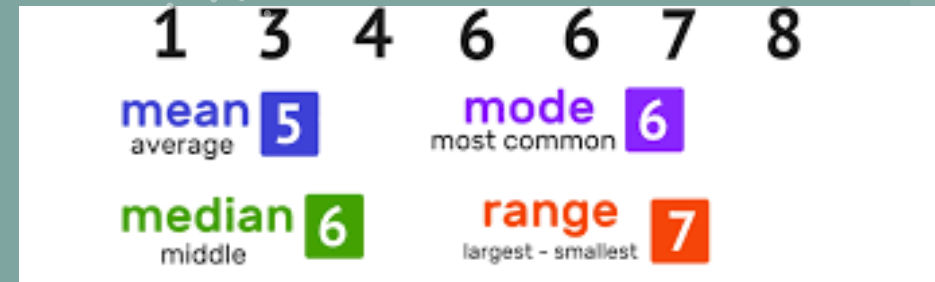 1 3 4 6 6 7 8
mean 5 mode 6
average most common
median 6 range 7
middle largest - smallest